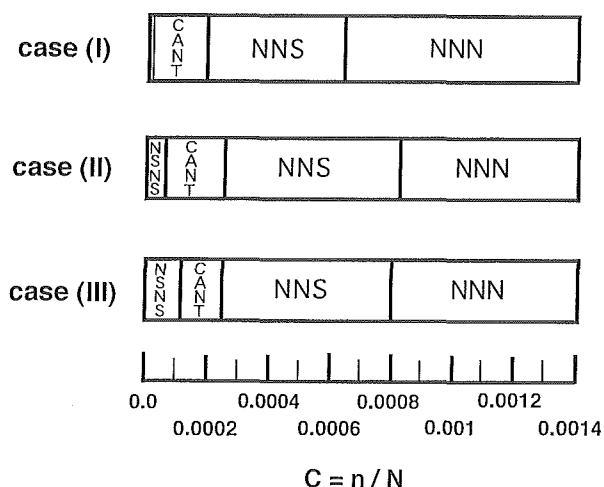 case (I)
CANT
NNS
NNN
case (II)
NSNS
CANT
NNS
NNN
case (III)
NSNS
CANT
NNS
NNN
0.0
0.0002
0.0004
0.0006
0.0008
0.001
0.0012
0.0014
C = n / N